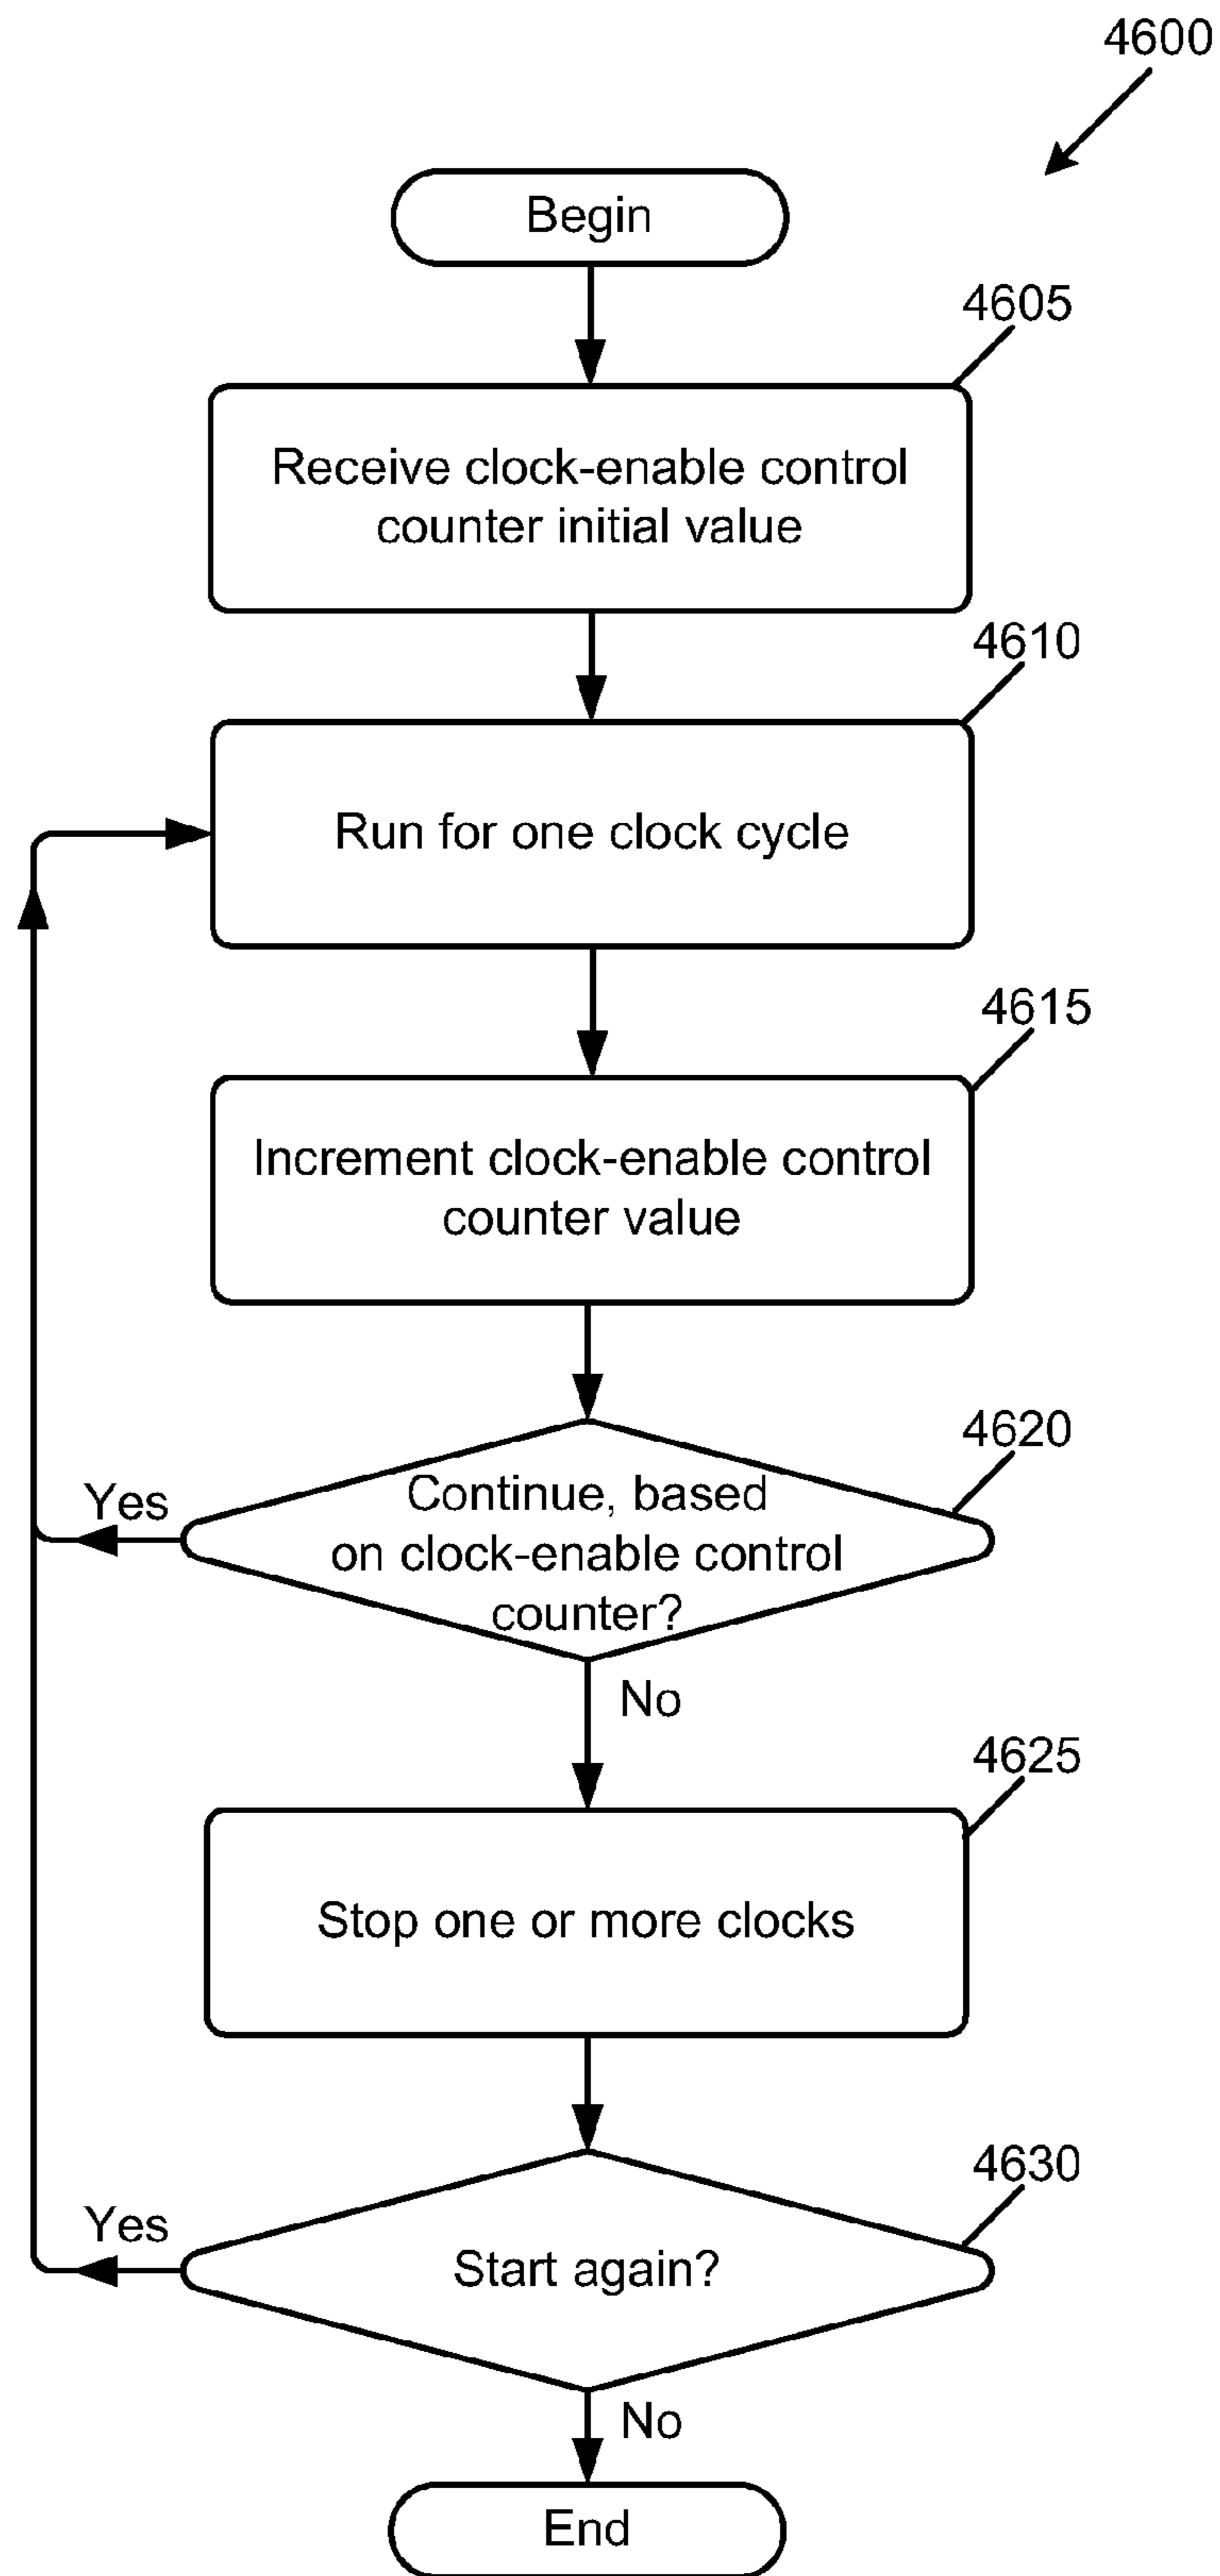 4600
Begin
4605
Receive clock-enable control
counter initial value
4610
Run for one clock cycle
4615
Increment clock-enable control
counter value
4620
Yes
Continue, based
on clock-enable control
counter?
No
4625
Stop one or more clocks
4630
Yes
Start again?
No
End